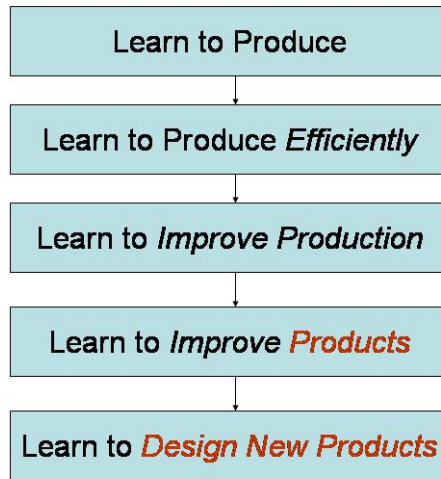 Learn to Produce
Learn to Produce Efficiently
Learn to Improve Production
Learn to Improve Products
Learn to Design New Products